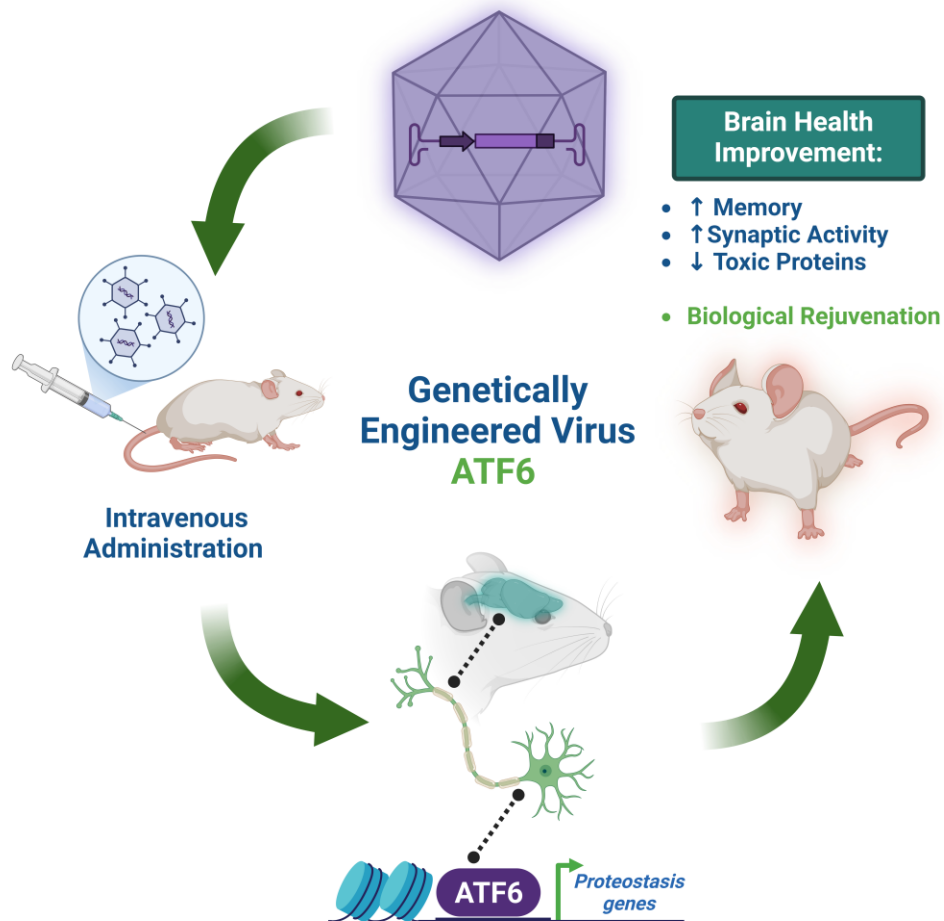 Brain Health
Improvement:
• ↑ Memory
• ↑Synaptic Activity
• ↓ Toxic Proteins
• Biological Rejuvenation
Genetically
Engineered Virus
ATF6
Intravenous
Administration
ATF6
Proteostasis
genes